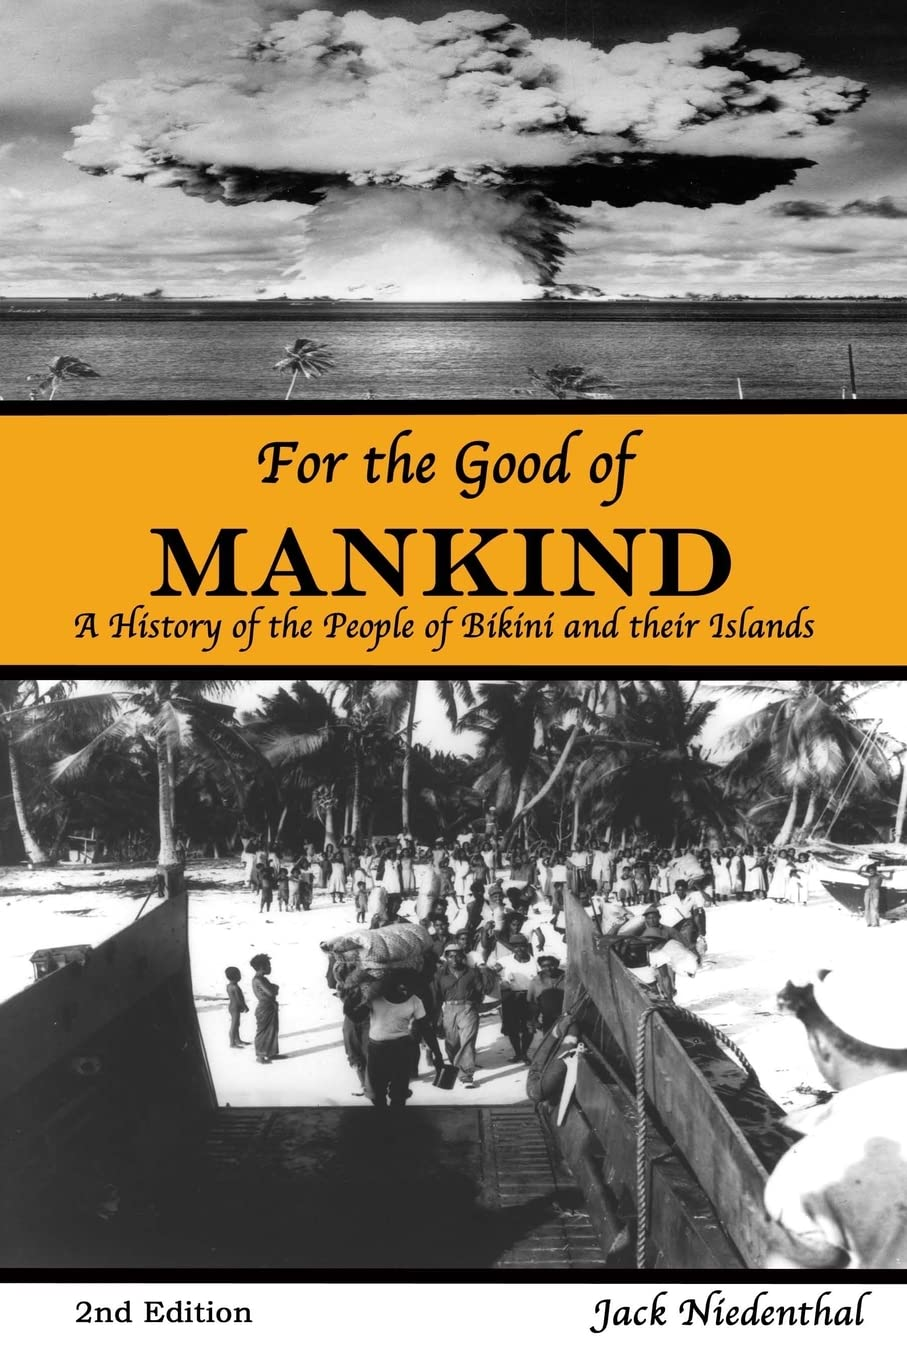 For the Good of
MANKIND
A History of the People of Bikini and their Islands
2nd Edition
Jack Niedenthal